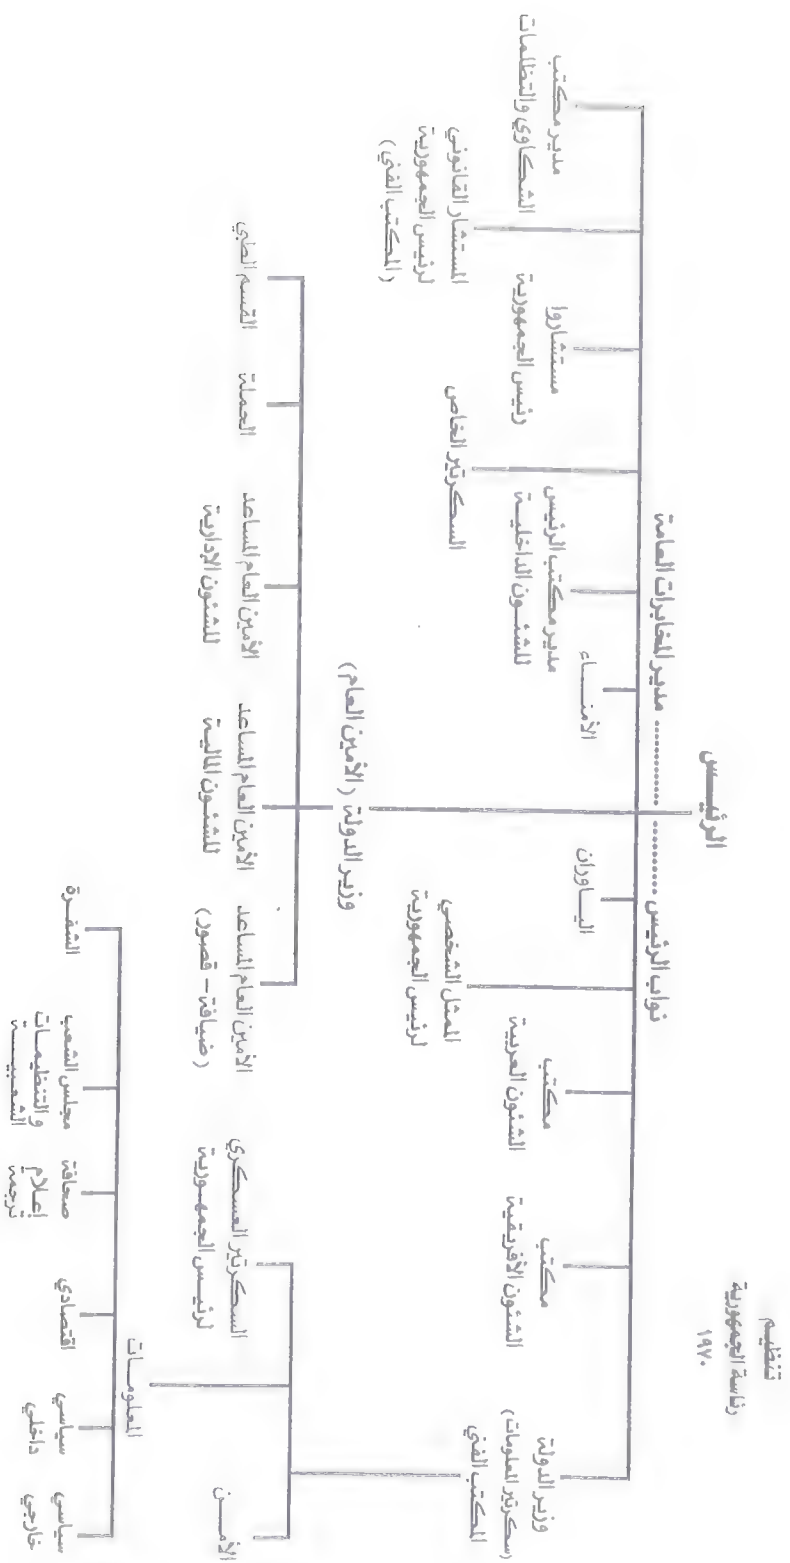 تنظيم
رئاسة الجمهورية
١٩٧٠
الرئيس
نواب الرئيس ............ ............ مدير المخابرات العامة
وزير الدولة
(سكرتير المعلومات)
المكتب الفني
مكتب
الشئون الأفريقية
مكتب
الشئون العربية
الممثل الشخصي
لرئيس الجمهورية
الياوران
الأمناء
مدير مكتب الرئيس
للشئون الداخلية
السكرتير الخاص
مستشاروا
رئيس الجمهورية
المستشار القانوني
لرئيس الجمهورية
(المكتب الفني)
مدير مكتب
الشكاوي والتظلمات
وزير الدولة (الأمين العام)
الأمن
السكرتير العسكري
لرئيس الجمهورية
الأمين العام المساعد
(ضيافة - قصور)
الأمين العام المساعد
للشئون المالية
الأمين العام المساعد
للشئون الإدارية
الحملة
القسم الطبي
المعلومات
سياسي
خارجي
سياسي
داخلي
اقتصادي
صحافة
إعلام
ترجمة
مجلس الشعب
والتنظيمات
الشعبية
الشفرة